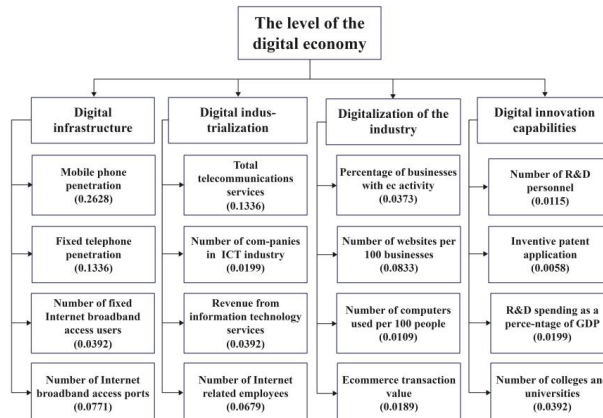 The level of the
digital economy
Digital
infrastructure
Mobile phone
penetration
(0.2628)
Fixed telephone
penetration
(0.1336)
Number of fixed
Internet broadband
access users
(0.0392)
Number of Internet
broadband access ports
(0.0771)
Digital indus-
trialization
Total
telecommunications
services
(0.1336)
Number of com-panies
in ICT industry
(0.0199)
Revenue from
information technology
services
(0.0392)
Number of Internet
related employees
(0.0679)
Digitalization of the
industry
Percentage of businesses
with ec activity
(0.0373)
Number of websites per
100 businesses
(0.0833)
Number of computers
used per 100 people
(0.0109)
Ecommerce transaction
value
(0.0189)
Digital innovation
capabilities
Number of R&D
personnel
(0.0115)
Inventive patent
application
(0.0058)
R&D spending as a
perce-ntage of GDP
(0.0199)
Number of colleges and
universities
(0.0392)